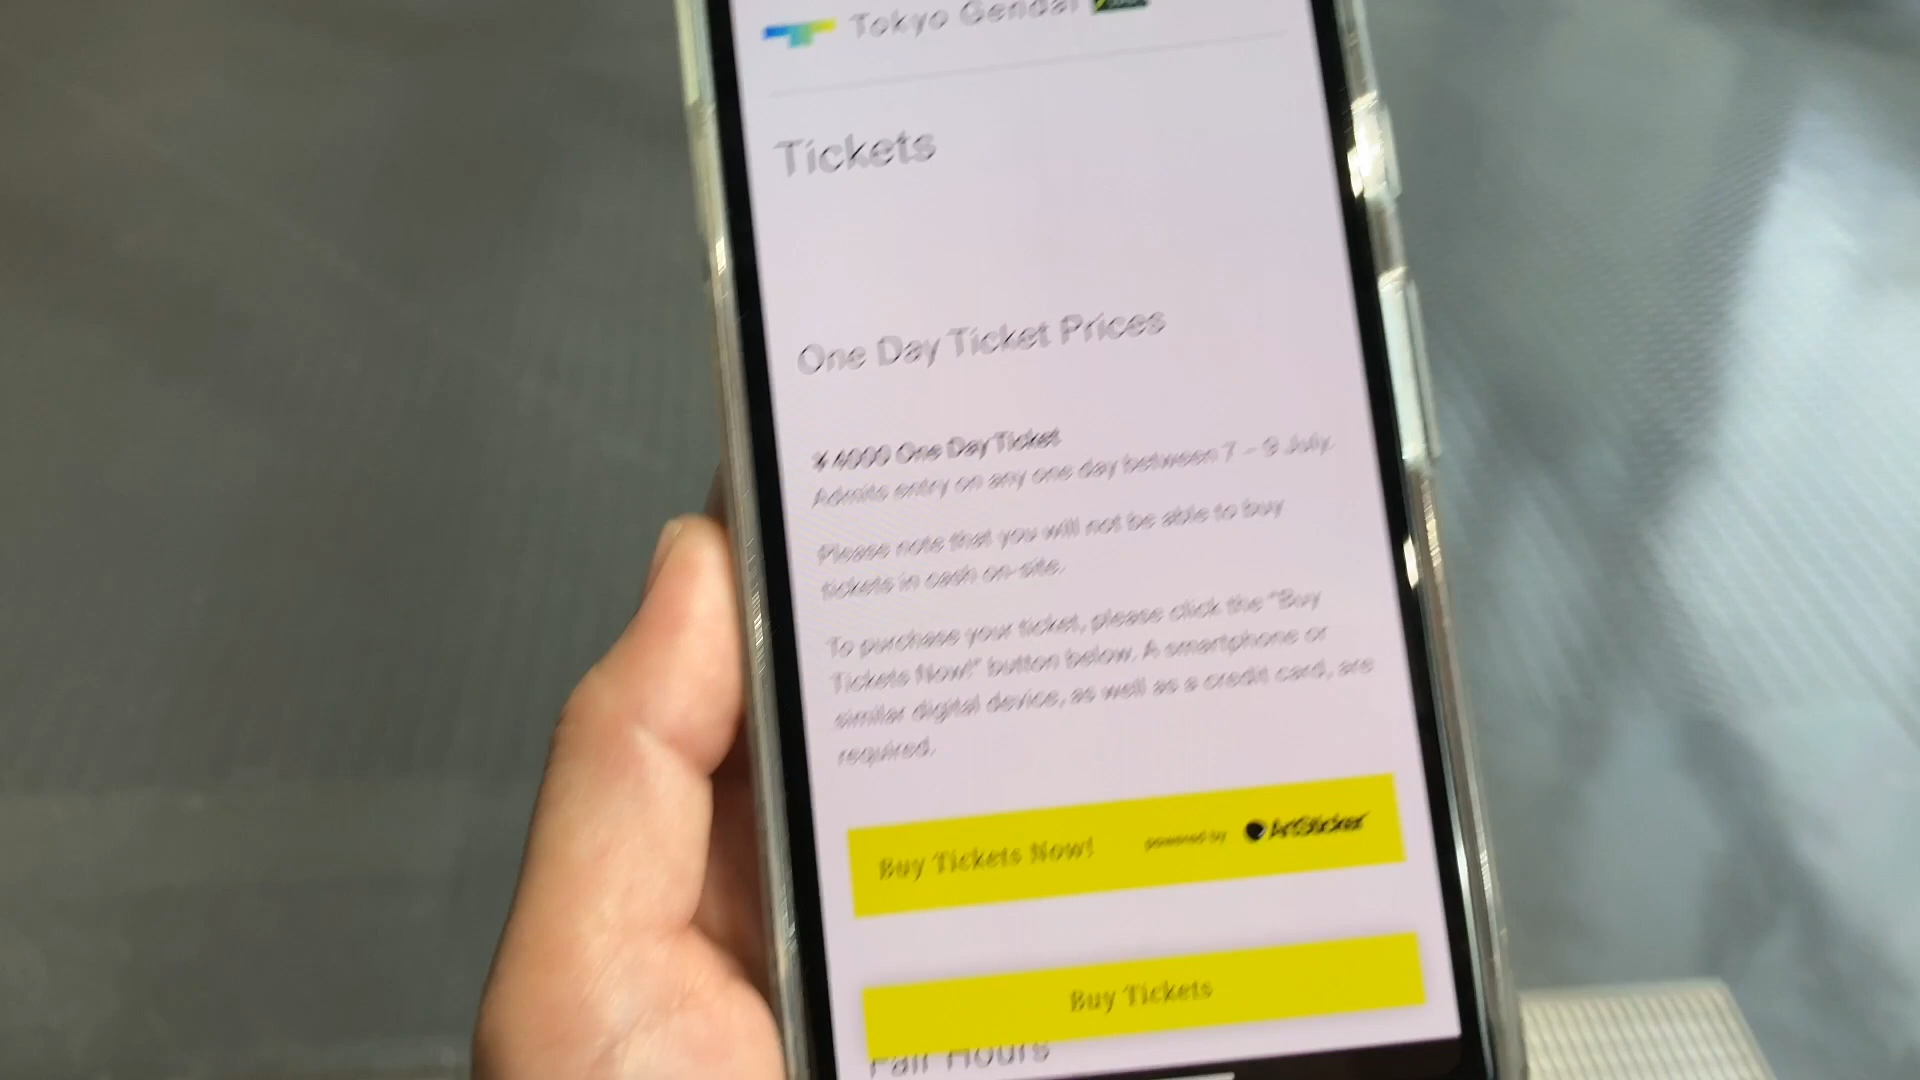 Tokyo Gendai
Tickets
One Day Ticket Prices
¥ 4000 One Day Ticket
Admits entry on any one day between 7 – 9 July.
Please note that you will not be able to buy
tickets in cash on-site.
To purchase your ticket, please click the "Buy
Tickets Now!" button below. A smartphone or
similar digital device, as well as a credit card, are
required.
Buy Tickets Now! powered by ArtSticker
Buy Tickets
Fair Hours